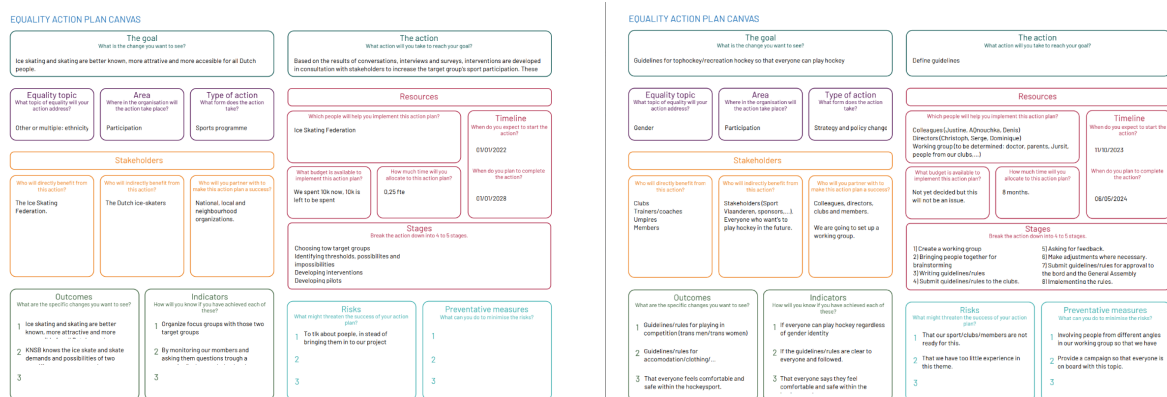 EQUALITY ACTION PLAN CANVAS
The goal
What is the change you want to see?
Ice skating and skating are better known, more attrative and more accesible for all Dutch
people.
The action
What action will you take to reach your goal?
Based on the results of conversations, interviews and surveys, interventions are developed
in consultation with stakeholders to increase the target group's sport participation. These
Equality topic
What topic of equality will your
action address?
Other or multiple: ethnicity
Area
Where in the organisation will
the action take place?
Participation
Type of action
What form does the action
take?
Sports programme
Resources
Which people will help you implement this action plan?
Ice Skating Federation
Timeline
When do you expect to start the
action?
01/01/2022
When do you plan to complete
the action?
01/01/2028
What budget is available to
implement this action plan?
We spent 10k now, 10k is
left to be spent
How much time will you
allocate to this action plan?
0,25 fte
Stakeholders
Who will directly benefit from
this action?
The Ice Skating
Federation.
Who will indirectly benefit from
this action?
The Dutch ice-skaters
Who will you partner with to
make this action plan a success?
National, local and
neighbourhood
organizations.
Stages
Break the action down into 4 to 5 stages.
Choosing tow target groups
Identifying thresholds, possibilites and
impossibilities
Developing interventions
Developing pilots
Outcomes
What are the specific changes you want to see?
1 Ice skating and skating are better
known, more attractive and more
2 KNSB knows the ice skate and skate
demands and possibilities of two
3
Indicators
How will you know if you have achieved each of
these?
1 Organize focus groups with those two
target groups
2 By monitoring our mombers and
asking them questions trough a
3
Risks
What might threaten the success of your action
plan?
1 To tlk about poeple, in stead of
bringing them in to our project
2
3
Preventative measures
What can you do to minimise the risk?
1
2
3
EQUALITY ACTION PLAN CANVAS
The goal
What is the change you want to see?
Guidelines for tophockey/recreation hockey so that everyone can play hockey
The action
What action will you take to reach your goal?
Define guidelines
Equality topic
What topic of equality will your
action address?
Gender
Area
Where in the organisation will
the action take place?
Participation
Type of action
What form does the action
take?
Strategy and policy change
Resources
Which people will help you implement this action plan?
Colleagues (Justine, AQnouchka, Denis)
Directors (Christoph, Serge, Dominique)
Working group (to be determined: doctor, parents, Jursit,
people from our clubs, ...)
Timeline
When do you expect to start the
action?
11/10/2023
When do you plan to complete
the action?
06/05/2024
What budget is available to
implement this action plan?
Not yet decided but this
will not be an issue.
How much time will you
allocate to this action plan?
8 months.
Stakeholders
Who will directly benefit from
this action?
Clubs
Trainers/coaches
Umpires
Members
Who will indirectly benefit from
this action?
Stakeholders (Sport
Vlaanderen, sponsors,...).
Everyone who want's to
play hockey in the future.
Who will you partner with to
make this action plan a success?
Colleagues, directors,
clubs and members.
We are going to set up a
working group.
Stages
Break the action down into 4 to 5 stages.
1) Create a working group
2) Bringing people together for
brainstorming
3) Writing guidelines/rules
4) Submit guidelines/rules to the clubs.
5) Asking for feedback.
6) Make adjustments where necessary.
7) Submit guidelines/rules for approval to
the bord and the General Assembly
8) Implementing the rules.
Outcomes
What are the specific changes you want to see?
1 Guidelines/rules for playing in
competition (trans men/trans women)
2 Guidelines/rules for
accomodation/clothing/...
3 That everyone feels comfortable and
safe within the hockeysport.
Indicators
How will you know if you have achieved each of
these?
1 If everyone can play hockey regardless
of gender identity
2 If the guidelines/rules are clear to
everyone and followed.
3 That everyone says they feel
comfortable and safe within the
Risks
What might threaten the success of your action
plan?
1 That our sport/clubs/members are not
ready for this.
2 That we have too little experience in
this theme.
3
Preventative measures
What can you do to minimise the risk?
1 Involving people from different angles
in our working group so that we have
2 Provide a campaign so that everyone is
on board with this topic.
3